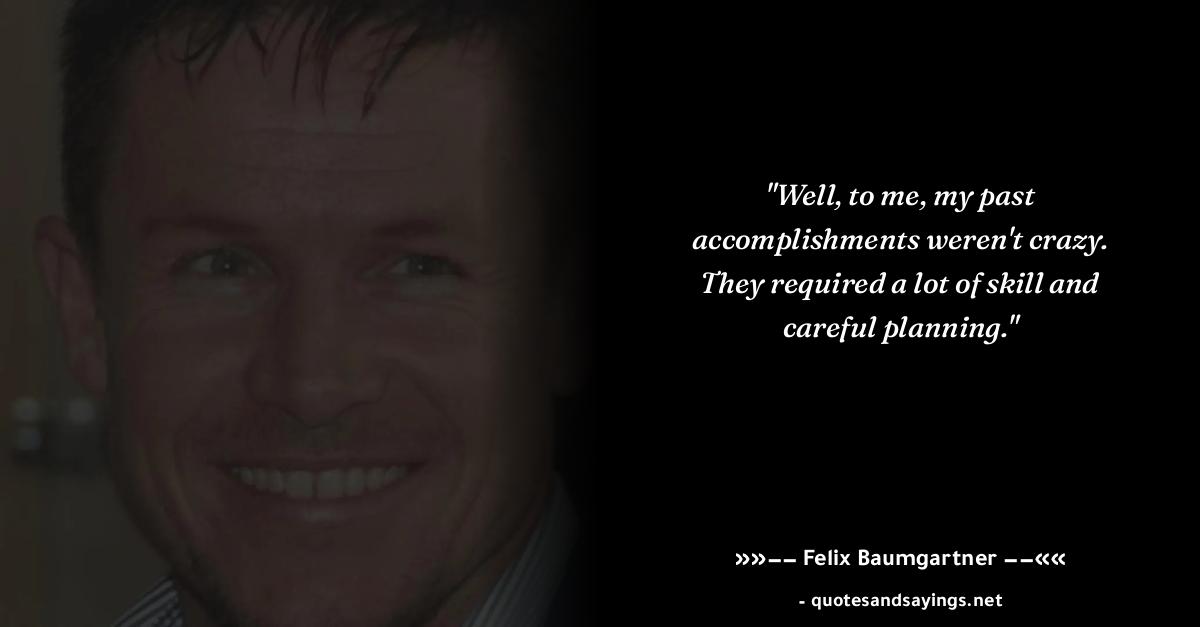 "Well, to me, my past
accomplishments weren't crazy.
They required a lot of skill and
careful planning."
»»−− Felix Baumgartner −−««
- quotesandsayings.net